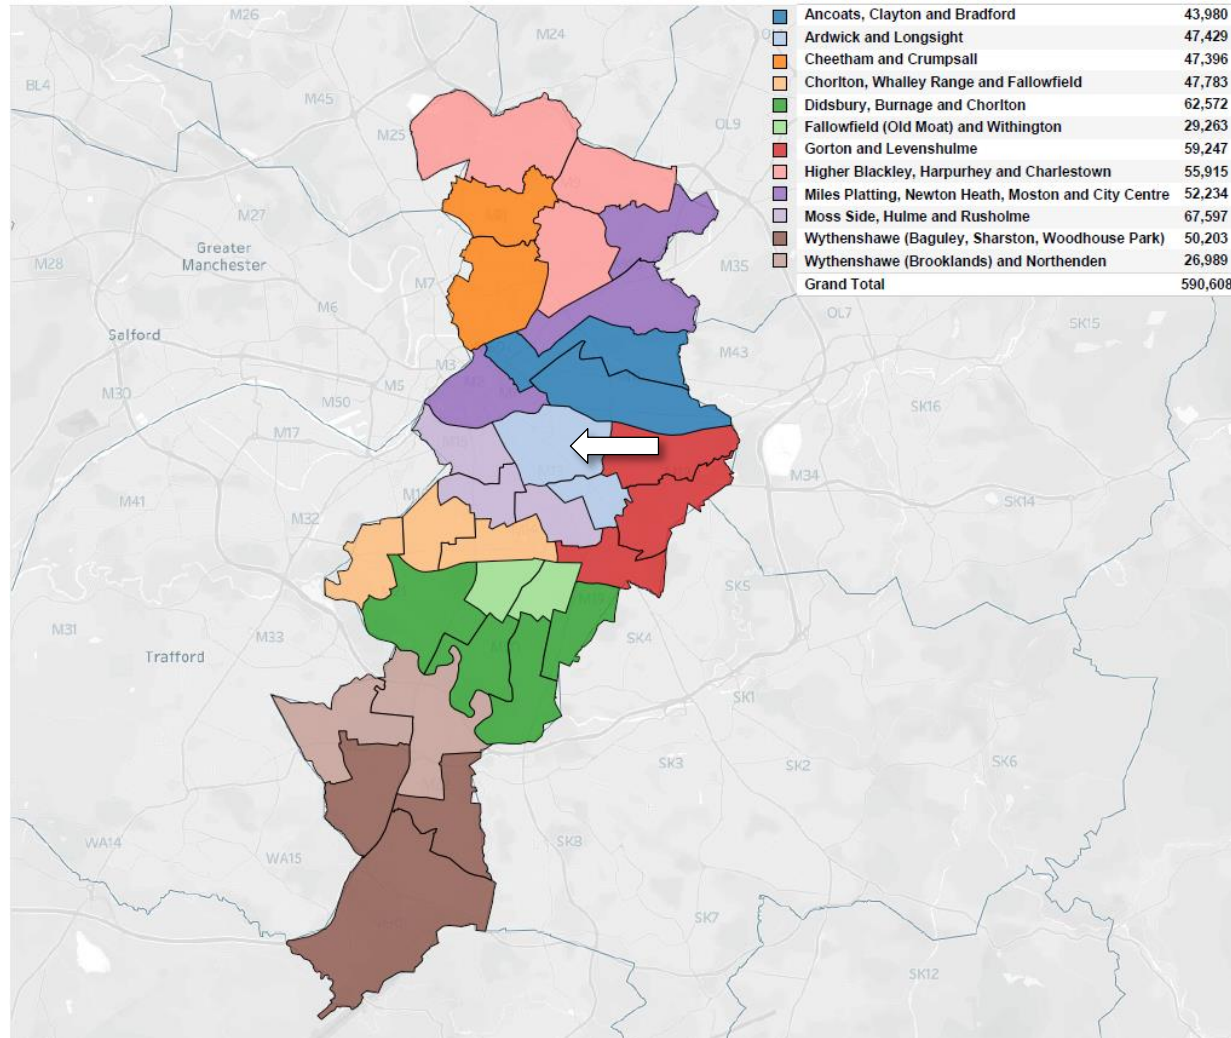 Ancoats, Clayton and Bradford 43,980
Ardwick and Longsight 47,429
Cheetham and Crumpsall 47,396
Chorlton, Whalley Range and Fallowfield 47,783
Didsbury, Burnage and Chorlton 62,572
Fallowfield (Old Moat) and Withington 29,263
Gorton and Levenshulme 59,247
Higher Blackley, Harpurhey and Charlestown 55,915
Miles Platting, Newton Heath, Moston and City Centre 52,234
Moss Side, Hulme and Rusholme 67,597
Wythenshawe (Baguley, Sharston, Woodhouse Park) 50,203
Wythenshawe (Brooklands) and Northenden 26,989
Grand Total 590,608
M26
M24
BL4
M45
M25
OL9
M27
Greater
Manchester
M28
M7
M35
M6
OL7
SK15
Salford
M3
M43
M30
M5
M50
SK16
M17
M34
M41
M32
SK14
SK5
M31
M33
SK4
Trafford
SK1
SK3
SK2
SK6
WA14
WA15
SK8
SK7
SK12